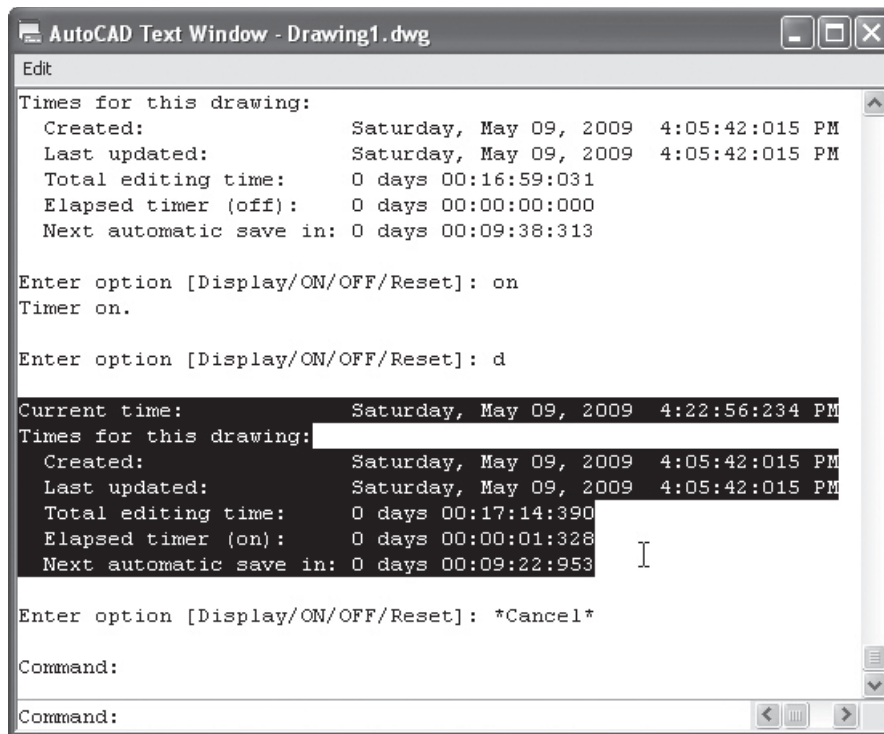 AutoCAD Text Window - Drawing1.dwg
Edit
Times for this drawing:
  Created:                Saturday, May 09, 2009  4:05:42:015 PM
  Last updated:           Saturday, May 09, 2009  4:05:42:015 PM
  Total editing time:     0 days 00:16:59:031
  Elapsed timer (off):    0 days 00:00:00:000
  Next automatic save in: 0 days 00:09:38:313
Enter option [Display/ON/OFF/Reset]: on
Timer on.
Enter option [Display/ON/OFF/Reset]: d
Current time:             Saturday, May 09, 2009  4:22:56:234 PM
Times for this drawing:
  Created:                Saturday, May 09, 2009  4:05:42:015 PM
  Last updated:           Saturday, May 09, 2009  4:05:42:015 PM
  Total editing time:     0 days 00:17:14:390
  Elapsed timer (on):     0 days 00:00:01:328
  Next automatic save in: 0 days 00:09:22:953
Enter option [Display/ON/OFF/Reset]: *Cancel*
Command:
Command: